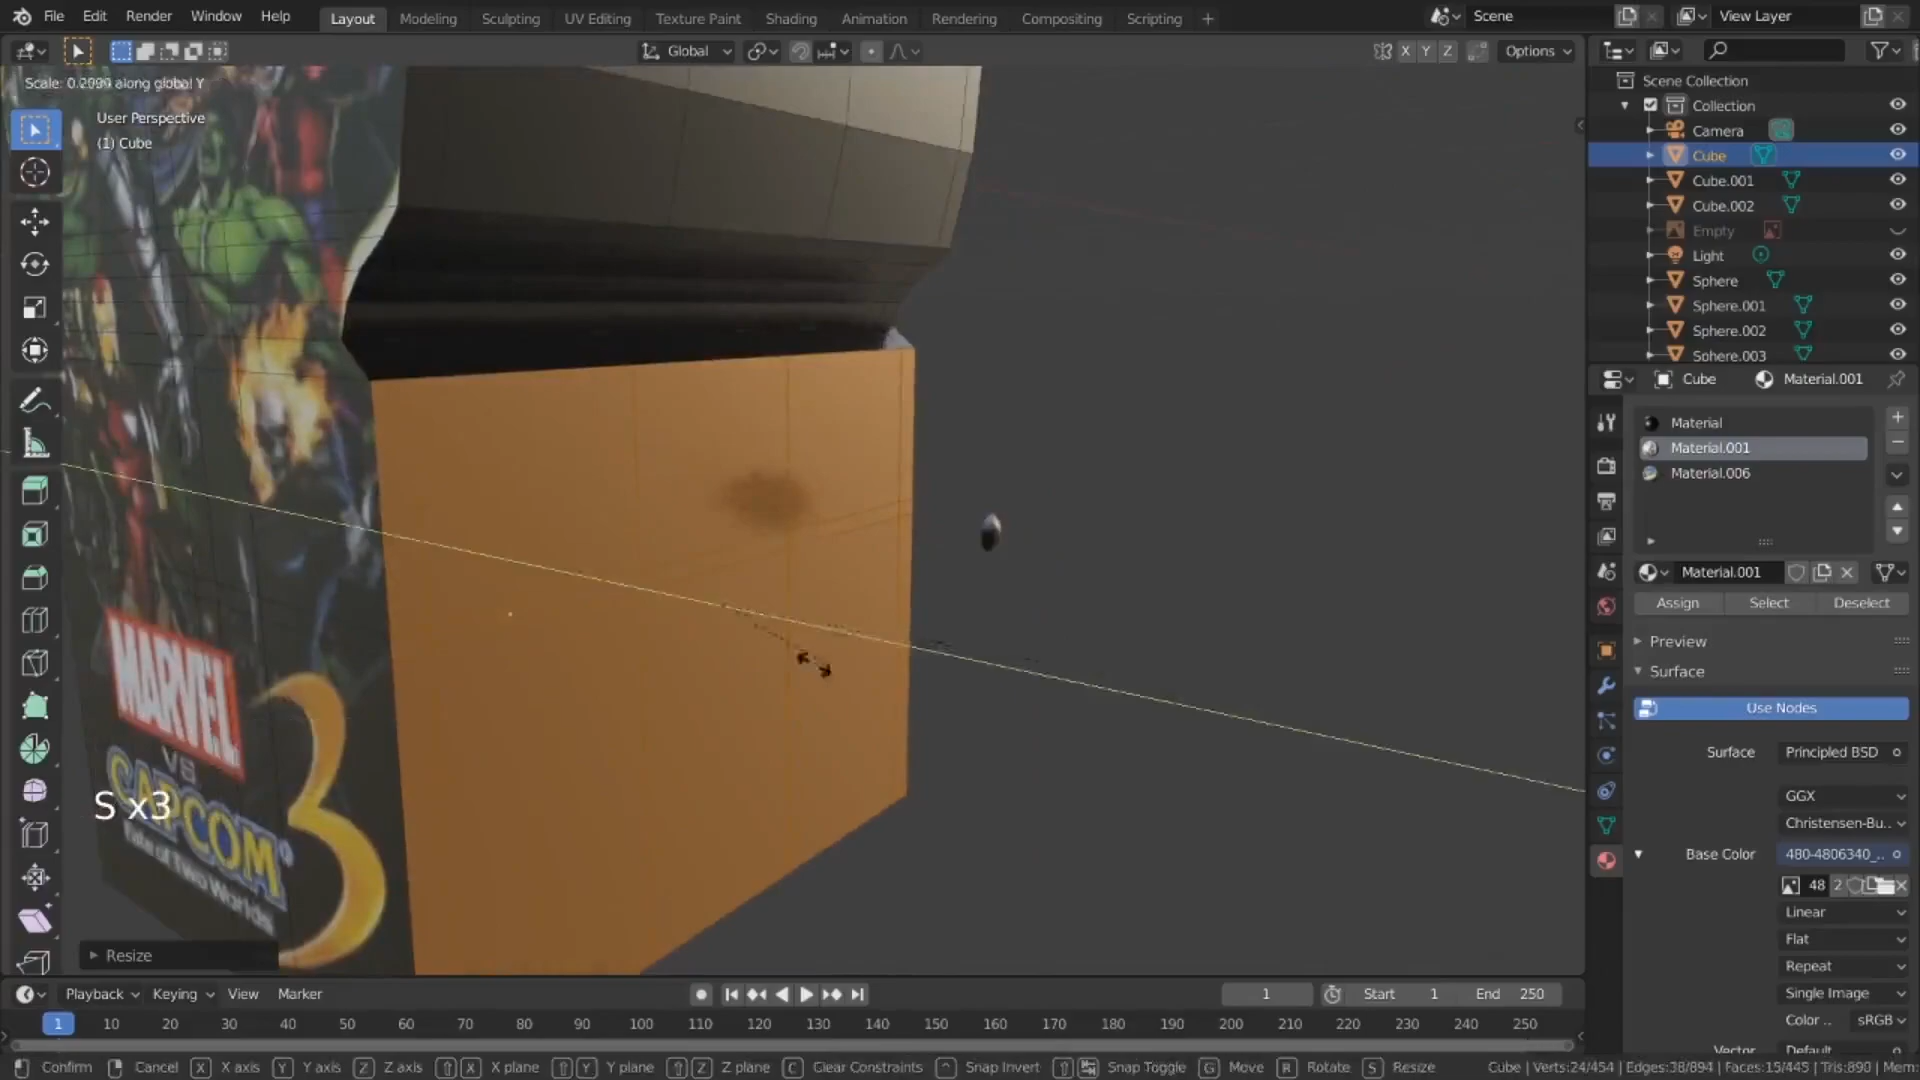 File Edit Render Window Help Layout Modeling Sculpting UV Editing Texture Paint Shading Animation Rendering Compositing Scripting + Scene View Layer
Global X Y Z Options
Scale: 0.2999 along global Y
User Perspective
(1) Cube
Scene Collection
Collection
Camera
Cube
Cube.001
Cube.002
Empty
Light
Sphere
Sphere.001
Sphere.002
Sphere.003
Cube Material.001
Material
Material.001
Material.006
Material.001
Assign Select Deselect
Preview
Surface
Use Nodes
Surface Principled BSD
GGX
Christensen-Bu..
Base Color 480-4806340_..
48 2
Linear
Flat
Repeat
Single Image
Color .. sRGB
Vector Default
MARVEL
VS
CAPCOM
3
Fate of Two Worlds
S x3
Resize
Playback Keying View Marker 1 Start 1 End 250
1 10 20 30 40 50 60 70 80 90 100 110 120 130 140 150 160 170 180 190 200 210 220 230 240 250
Confirm Cancel X X axis Y Y axis Z Z axis X X plane Y Y plane Z Z plane C Clear Constraints Snap Invert Snap Toggle G Move R Rotate S Resize Cube | Verts:24/454 | Edges:38/894 | Faces:15/445 | Tris:890 | Mem: